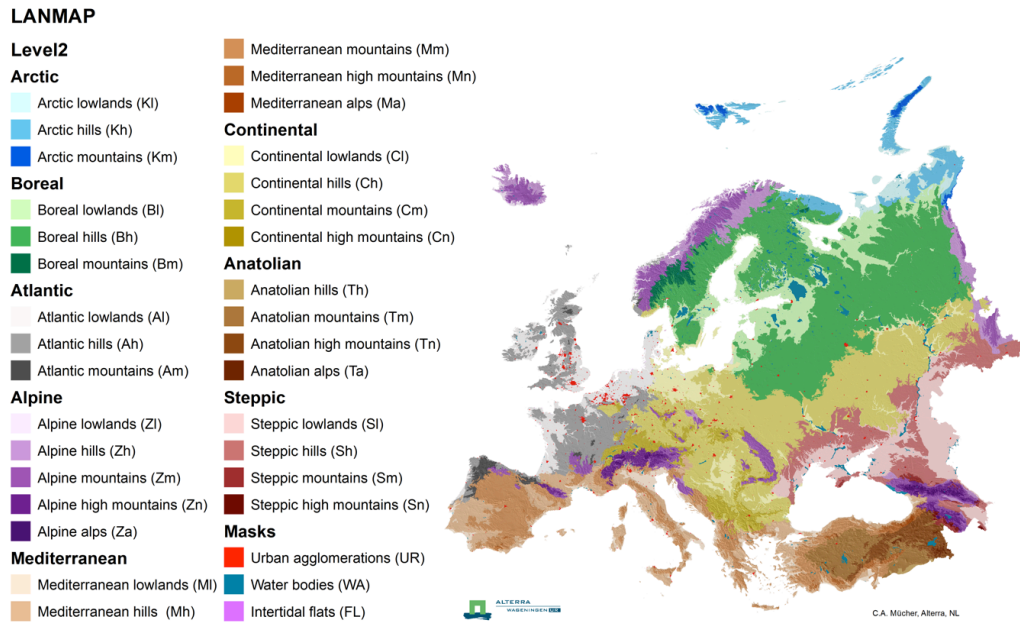 LANMAP
Level2
Arctic
Arctic lowlands (Kl)
Arctic hills (Kh)
Arctic mountains (Km)
Boreal
Boreal lowlands (Bl)
Boreal hills (Bh)
Boreal mountains (Bm)
Atlantic
Atlantic lowlands (Al)
Atlantic hills (Ah)
Atlantic mountains (Am)
Alpine
Alpine lowlands (Zl)
Alpine hills (Zh)
Alpine mountains (Zm)
Alpine high mountains (Zn)
Alpine alps (Za)
Mediterranean
Mediterranean lowlands (Ml)
Mediterranean hills (Mh)
Mediterranean mountains (Mm)
Mediterranean high mountains (Mn)
Mediterranean alps (Ma)
Continental
Continental lowlands (Cl)
Continental hills (Ch)
Continental mountains (Cm)
Continental high mountains (Cn)
Anatolian
Anatolian hills (Th)
Anatolian mountains (Tm)
Anatolian high mountains (Tn)
Anatolian alps (Ta)
Steppic
Steppic lowlands (Sl)
Steppic hills (Sh)
Steppic mountains (Sm)
Steppic high mountains (Sn)
Masks
Urban agglomerations (UR)
Water bodies (WA)
Intertidal flats (FL)
ALTERRA
WAGENINGEN UR
C.A. Mücher, Alterra, NL